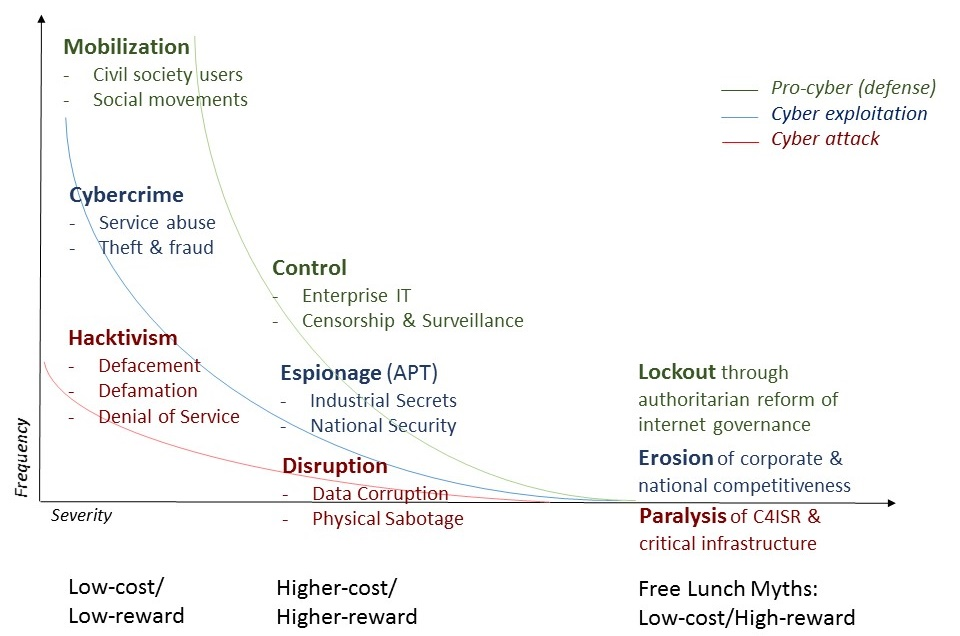 Mobilization
- Civil society users
- Social movements
Pro-cyber (defense)
Cyber exploitation
Cyber attack
Cybercrime
- Service abuse
- Theft & fraud
Control
- Enterprise IT
- Censorship & Surveillance
Hacktivism
- Defacement
- Defamation
- Denial of Service
Espionage (APT)
- Industrial Secrets
- National Security
Lockout through
authoritarian reform of
internet governance
Disruption
- Data Corruption
- Physical Sabotage
Erosion of corporate &
national competitiveness
Paralysis of C4ISR &
critical infrastructure
Frequency
Severity
Low-cost/
Low-reward
Higher-cost/
Higher-reward
Free Lunch Myths:
Low-cost/High-reward